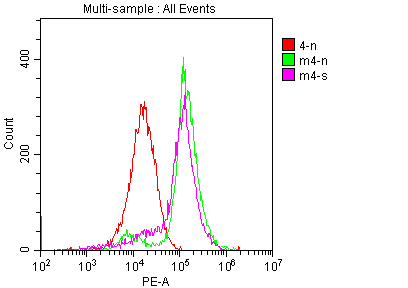 Multi-sample : All Events
4-n
m4-n
m4-s
400
200
0
Count
10^2 10^3 10^4 10^5 10^6 10^7
PE-A